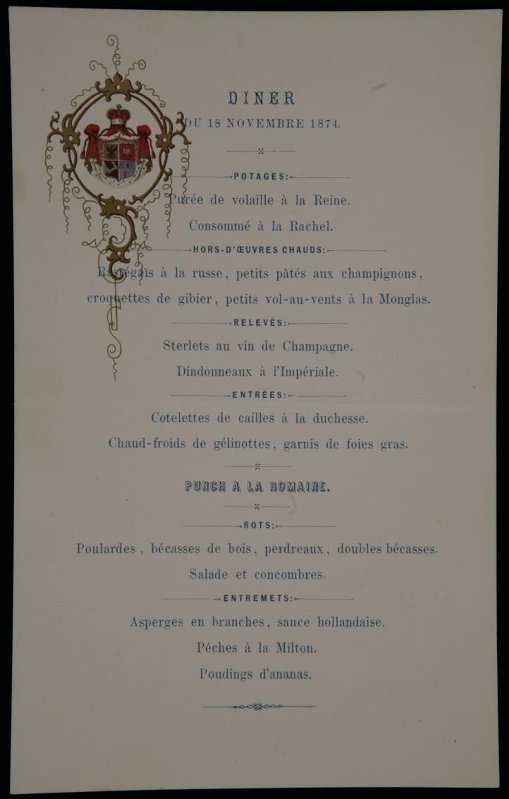 DINER
DU 18 NOVEMBRE 1874.
POTAGES:
Purée de volaille à la Reine.
Consommé à la Rachel.
HORS-D'ŒUVRES CHAUDS:
Rastégaïs à la russe, petits pâtés aux champignons,
croquettes de gibier, petits vol-au-vents à la Monglas.
RELEVÉS:
Sterlets au vin de Champagne.
Dindonneaux à l'Impériale.
ENTRÉES:
Cotelettes de cailles à la duchesse.
Chaud-froids de gélinottes, garnis de foies gras.
PUNCH A LA ROMAINE.
ROTS:
Poulardes, bécasses de bois, perdreaux, doubles bécasses.
Salade et concombres.
ENTREMETS:
Asperges en branches, sauce hollandaise.
Pêches à la Milton.
Poudings d'ananas.